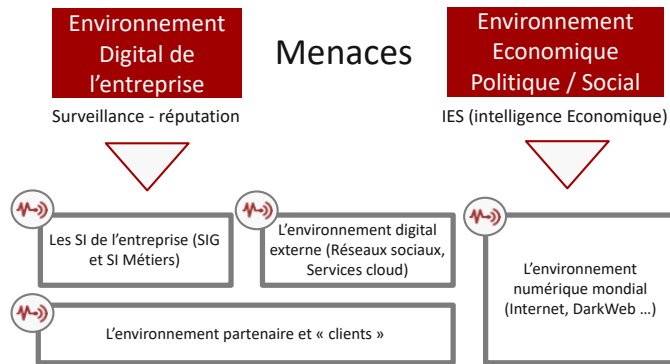 Environnement
Digital de
l'entreprise
Menaces
Environnement
Economique
Politique / Social
Surveillance - réputation
IES (intelligence Economique)
Les SI de l'entreprise (SIG
et SI Métiers)
L'environnement digital
externe (Réseaux sociaux,
Services cloud)
L'environnement
numérique mondial
(Internet, DarkWeb ...)
L'environnement partenaire et « clients »